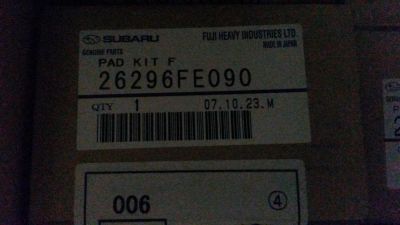 SUBARU FUJI HEAVY INDUSTRIES LTD.
GENUINE PARTS MADE IN JAPAN
PAD KIT F
26296FE090
QTY 1 07.10.23.M
006 4